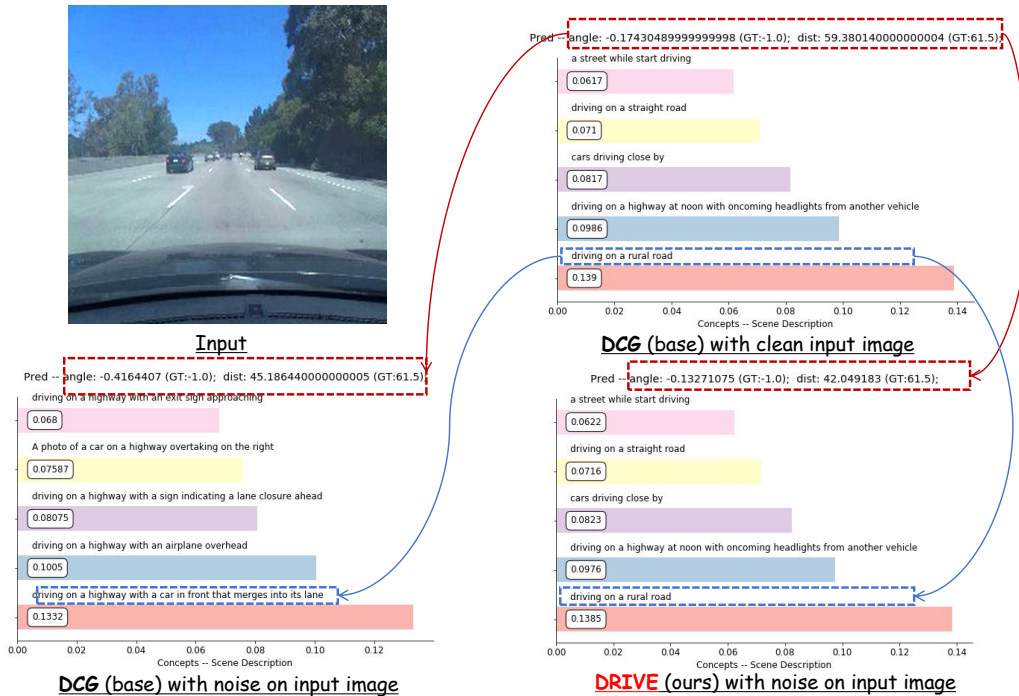 Input
Pred -- angle: -0.17430489999999998 (GT:-1.0); dist: 59.380140000000004 (GT:61.5);
a street while start driving
0.0617
driving on a straight road
0.071
cars driving close by
0.0817
driving on a highway at noon with oncoming headlights from another vehicle
0.0986
driving on a rural road
0.139
0.00 0.02 0.04 0.06 0.08 0.10 0.12 0.14
Concepts -- Scene Description
DCG (base) with clean input image
Pred -- angle: -0.4164407 (GT:-1.0); dist: 45.186440000000005 (GT:61.5);
driving on a highway with an exit sign approaching
0.068
A photo of a car on a highway overtaking on the right
0.07587
driving on a highway with a sign indicating a lane closure ahead
0.08075
driving on a highway with an airplane overhead
0.1005
driving on a highway with a car in front that merges into its lane
0.1332
0.00 0.02 0.04 0.06 0.08 0.10 0.12
Concepts -- Scene Description
DCG (base) with noise on input image
Pred -- angle: -0.13271075 (GT:-1.0); dist: 42.049183 (GT:61.5);
a street while start driving
0.0622
driving on a straight road
0.0716
cars driving close by
0.0823
driving on a highway at noon with oncoming headlights from another vehicle
0.0976
driving on a rural road
0.1385
0.00 0.02 0.04 0.06 0.08 0.10 0.12 0.14
Concepts -- Scene Description
DRIVE (ours) with noise on input image